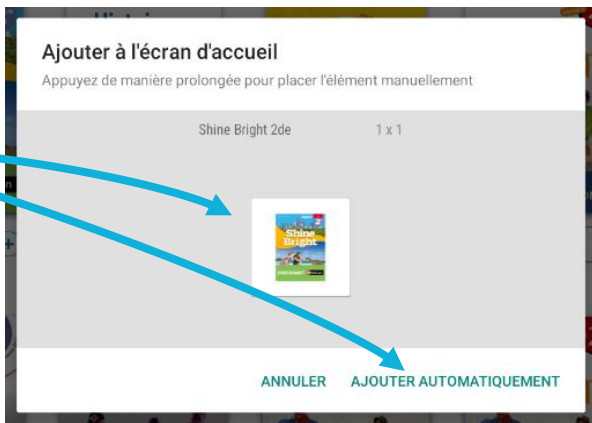 Ajouter à l'écran d'accueil
Appuyez de manière prolongée pour placer l'élément manuellement
Shine Bright 2de 1 x 1
Shine
Bright
ANNULER AJOUTER AUTOMATIQUEMENT